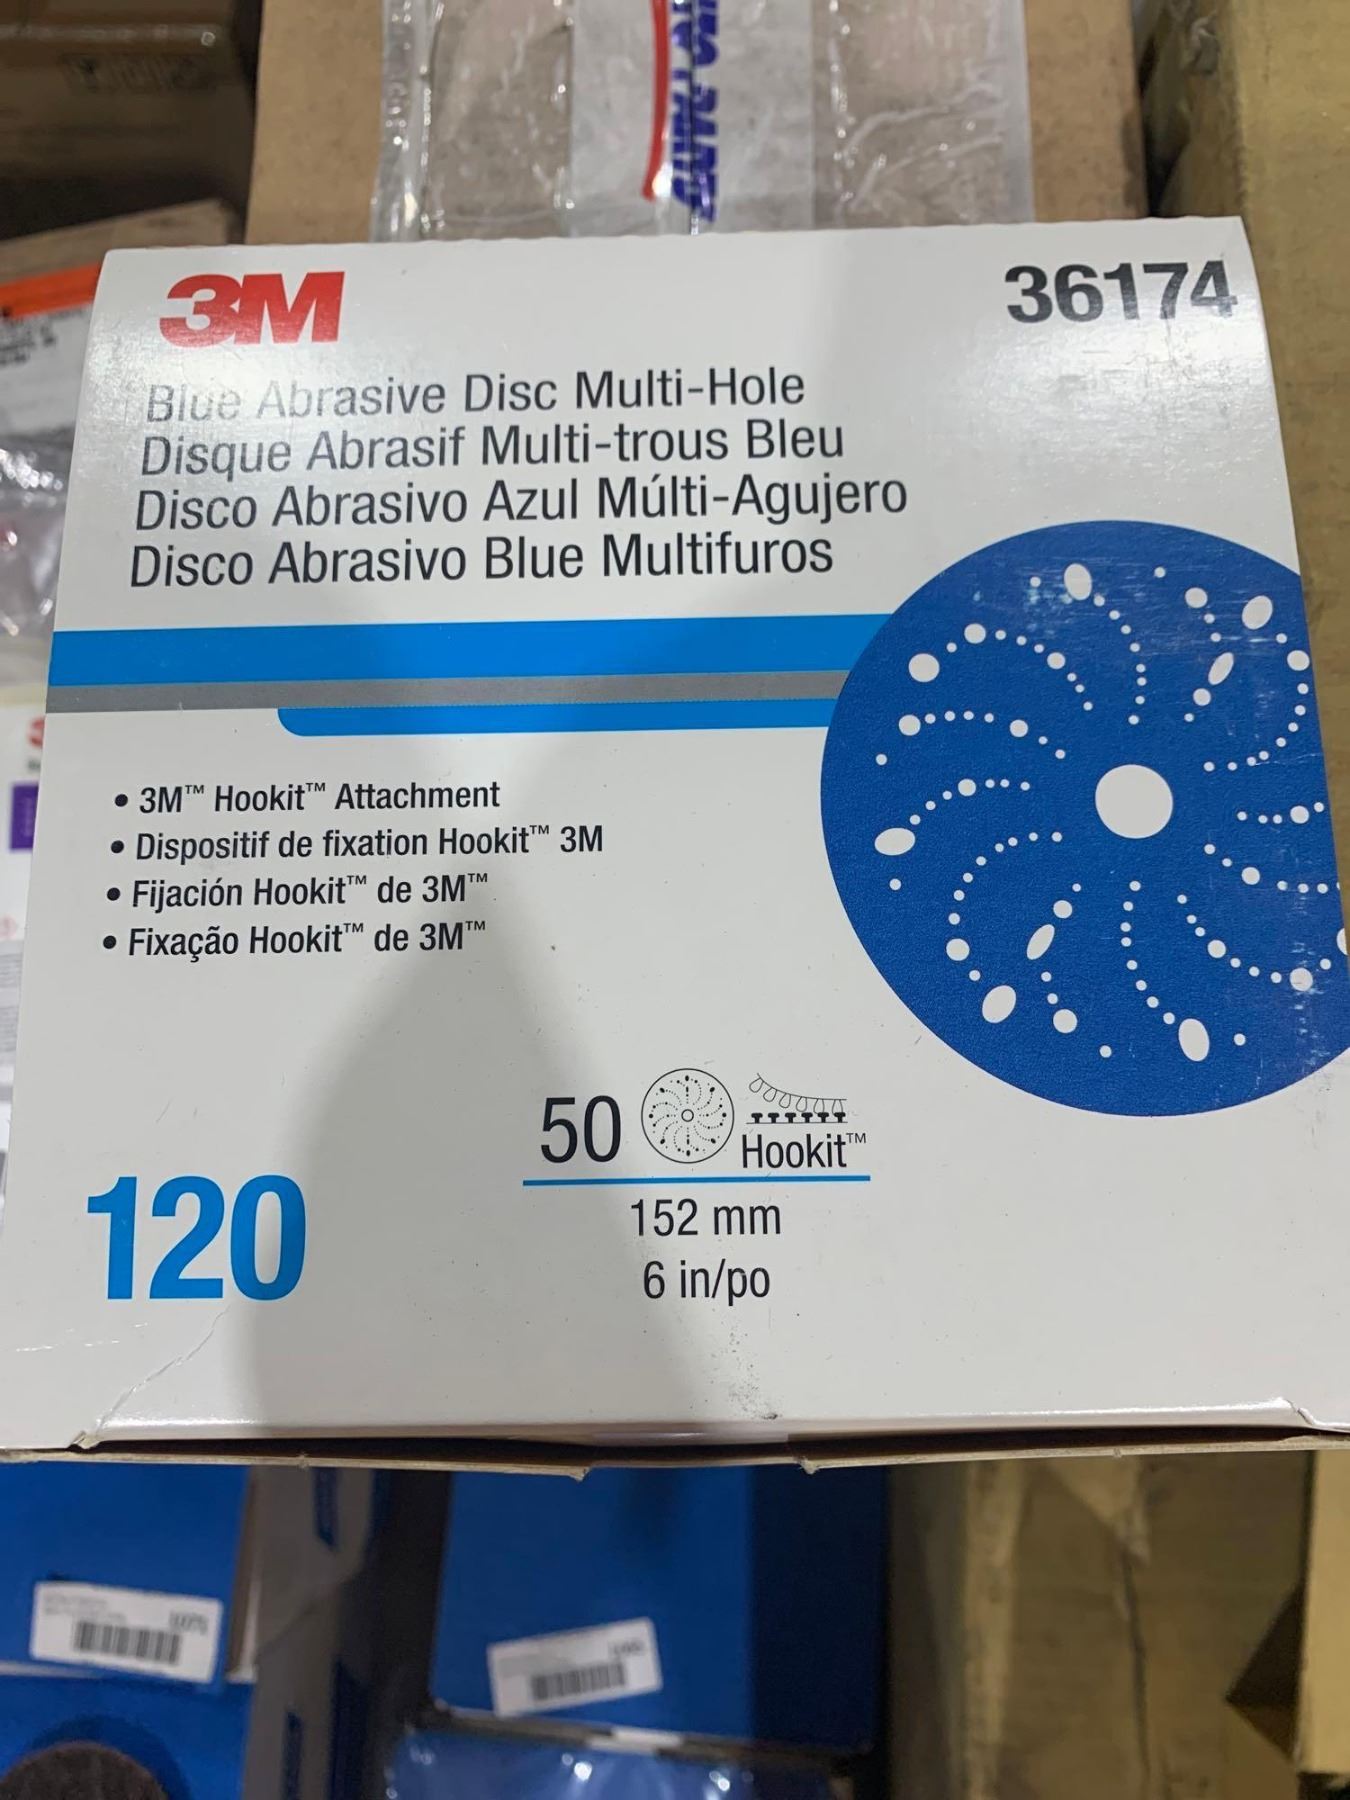 3M
36174
Blue Abrasive Disc Multi-Hole
Disque Abrasif Multi-trous Bleu
Disco Abrasivo Azul Múlti-Agujero
Disco Abrasivo Blue Multifuros
• 3M™ Hookit™ Attachment
• Dispositif de fixation Hookit™ 3M
• Fijación Hookit™ de 3M™
• Fixação Hookit™ de 3M™
50
Hookit™
120
152 mm
6 in/po